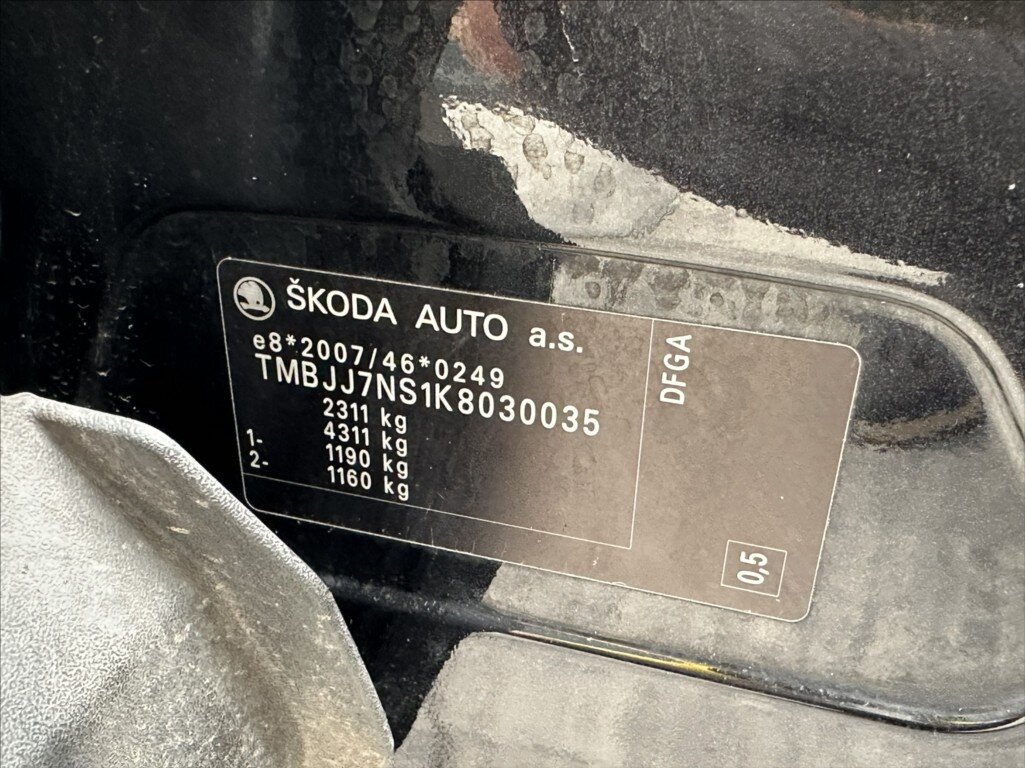 ŠKODA AUTO a.s.
e8*2007/46*0249
TMBJJ7NS1K8030035
2311 kg
4311 kg
1- 1190 kg
2- 1160 kg
DFGA
0,5